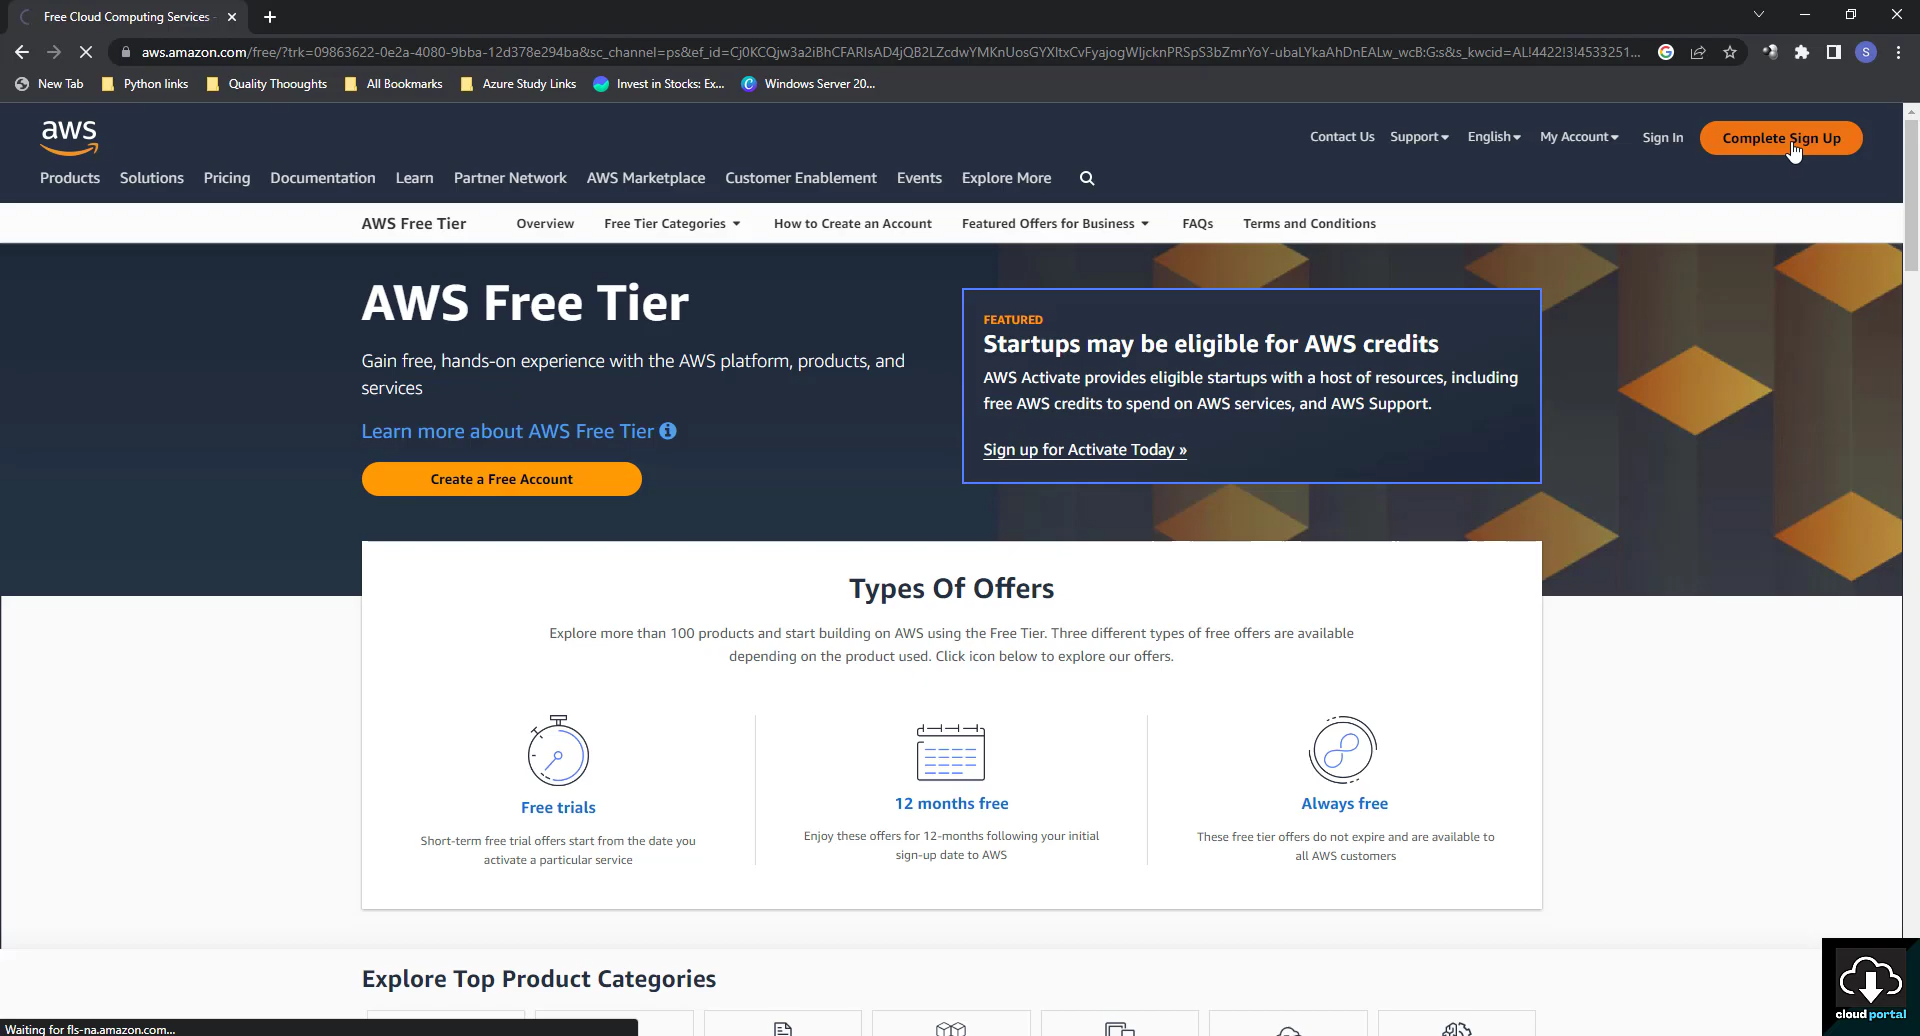 Free Cloud Computing Services -
aws.amazon.com/free/?trk=09863622-0e2a-4080-9bba-12d378e294ba&sc_channel=ps&ef_id=Cj0KCQjw3a2iBhCFARIsAD4jQB2LZcdwYMKnUosGYXItxCvFyajogWIjcknPRSpS3bZmrYoY-ubaLYkaAhDnEALw_wcB:G:s&s_kwcid=AL!4422!3!4533251...
S
New Tab
Python links
Quality Thooughts
All Bookmarks
Azure Study Links
Invest in Stocks: Ex...
Windows Server 20...
aws
Contact Us
Support
English
My Account
Sign In
Complete Sign Up
Products
Solutions
Pricing
Documentation
Learn
Partner Network
AWS Marketplace
Customer Enablement
Events
Explore More
AWS Free Tier
Overview
Free Tier Categories
How to Create an Account
Featured Offers for Business
FAQs
Terms and Conditions
AWS Free Tier
Gain free, hands-on experience with the AWS platform, products, and
services
Learn more about AWS Free Tier
Create a Free Account
FEATURED
Startups may be eligible for AWS credits
AWS Activate provides eligible startups with a host of resources, including
free AWS credits to spend on AWS services, and AWS Support.
Sign up for Activate Today »
Types Of Offers
Explore more than 100 products and start building on AWS using the Free Tier. Three different types of free offers are available
depending on the product used. Click icon below to explore our offers.
Free trials
Short-term free trial offers start from the date you
activate a particular service
12 months free
Enjoy these offers for 12-months following your initial
sign-up date to AWS
Always free
These free tier offers do not expire and are available to
all AWS customers
Explore Top Product Categories
Waiting for fls-na.amazon.com...
cloud portal